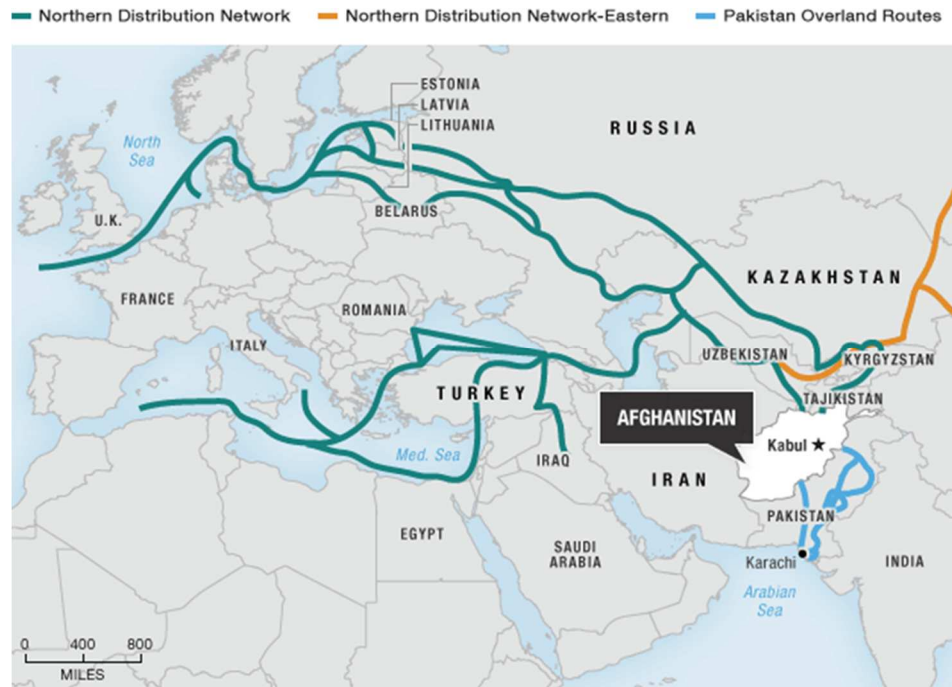 Northern Distribution Network
Northern Distribution Network-Eastern
Pakistan Overland Routes
ESTONIA
LATVIA
LITHUANIA
RUSSIA
North
Sea
U.K.
BELARUS
KAZAKHSTAN
FRANCE
ROMANIA
ITALY
UZBEKISTAN
KYRGYZSTAN
TURKEY
TAJIKISTAN
AFGHANISTAN
Kabul
Med. Sea
IRAQ
IRAN
PAKISTAN
EGYPT
SAUDI
ARABIA
Karachi
INDIA
Arabian
Sea
0 400 800
MILES